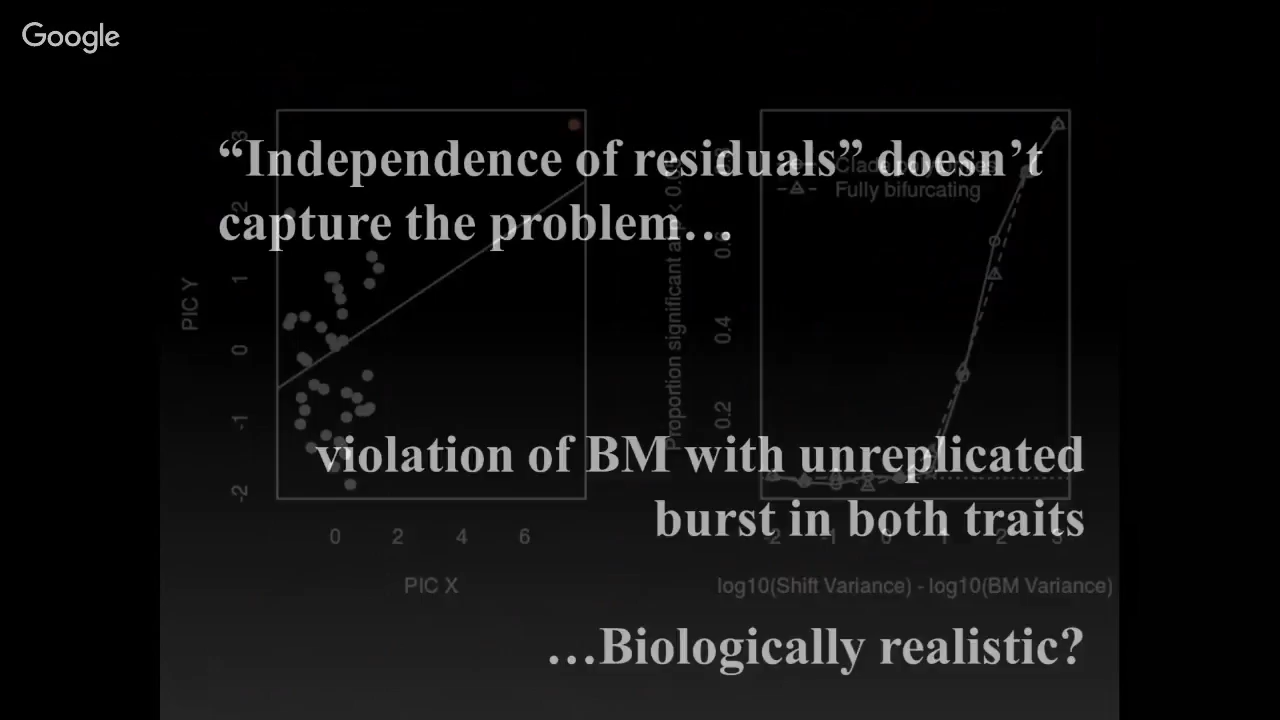 Google
“Independence of residuals” doesn’t
capture the problem…
violation of BM with unreplicated
burst in both traits
…Biologically realistic?
PIC Y
3
2
1
0
-1
-2
0
2
4
6
PIC X
Fully bifurcating
Proportion significant
0.6
0.4
0.2
-2
-1
0
1
2
3
log10(Shift Variance) - log10(BM Variance)